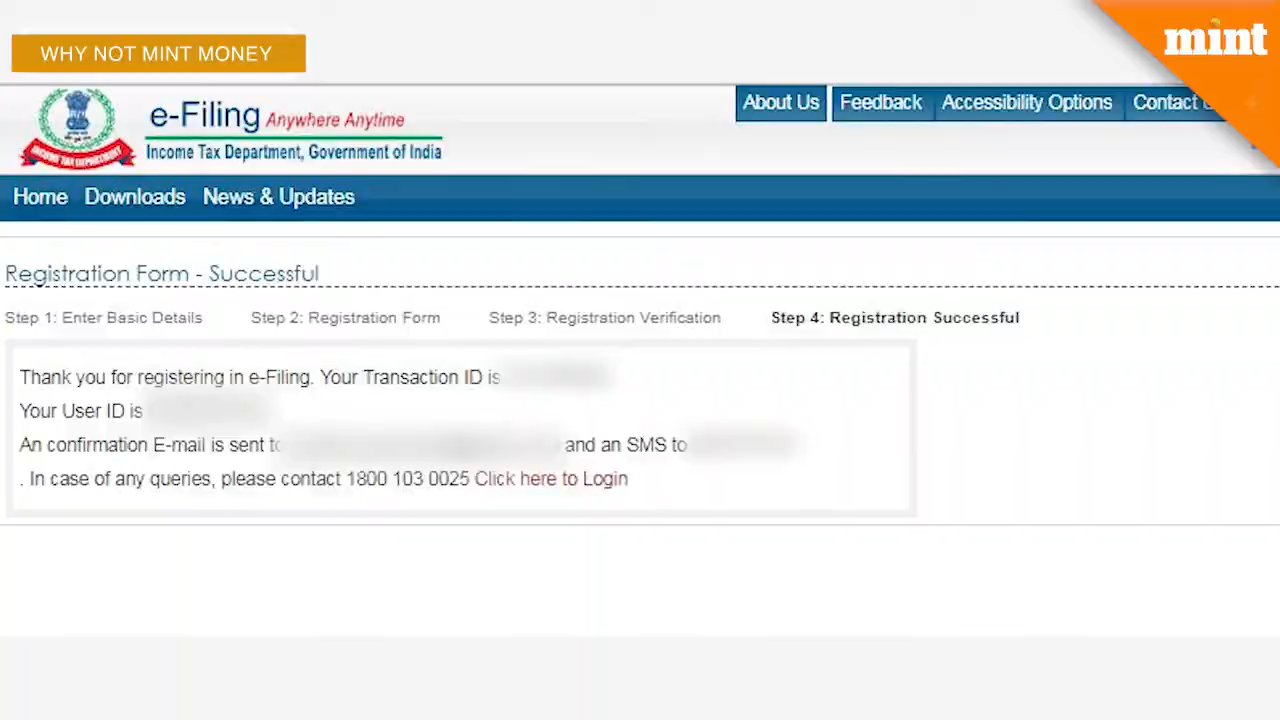 WHY NOT MINT MONEY
mint
e-Filing Anywhere Anytime
Income Tax Department, Government of India
INCOME TAX DEPARTMENT
About Us Feedback Accessibility Options Contact
Home Downloads News & Updates
Registration Form - Successful
Step 1: Enter Basic Details Step 2: Registration Form Step 3: Registration Verification Step 4: Registration Successful
Thank you for registering in e-Filing. Your Transaction ID is
Your User ID is
An confirmation E-mail is sent to and an SMS to
. In case of any queries, please contact 1800 103 0025 Click here to Login